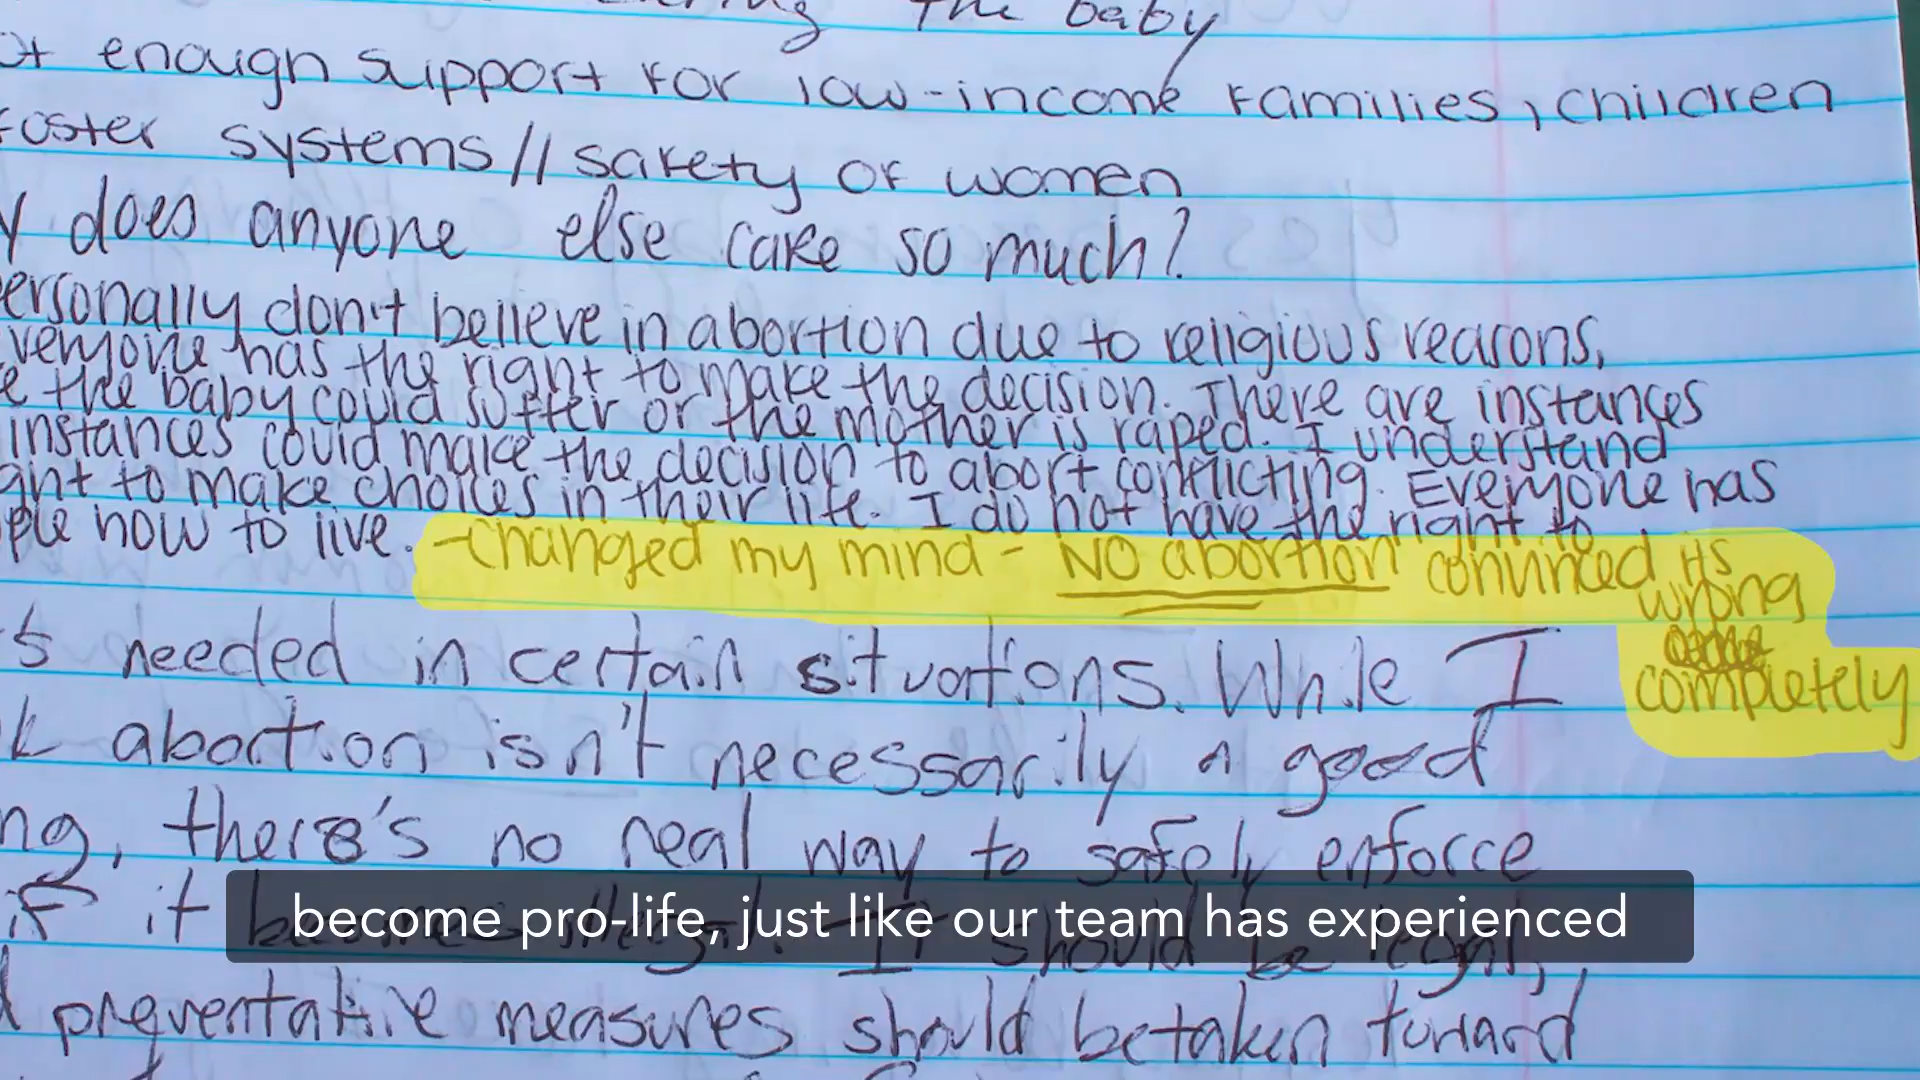 the baby
enough support for low-income families, children
foster systems // safety of women
does anyone else care so much?
personally don't believe in abortion due to religious reasons,
everyone has the right to make the decision. There are instances
the baby could suffer or the mother is raped. I understand
instances could make the decision to abort conflicting. Everyone has
to make choices in their life. I do not have the right to
how to live. -changed my mind - NO abortion convinced its
wrong
completely
needed in certain situations. While I
abortion isn't necessarily a good
there's no real way to safely enforce
if it
become pro-life, just like our team has experienced
should be legal,
preventative measures should be taken toward